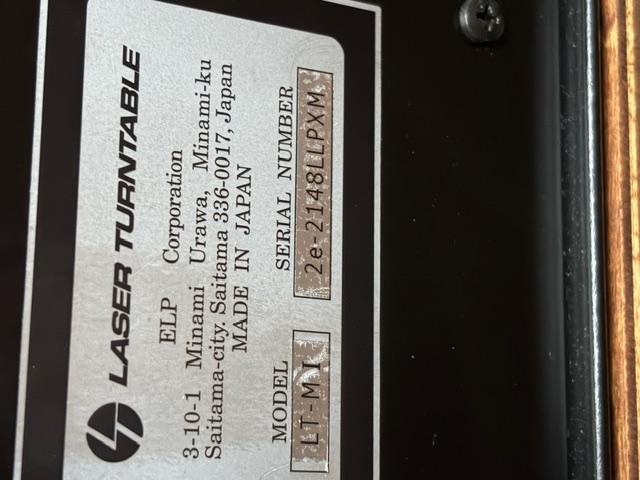 LASER TURNTABLE
ELP Corporation
3-10-1 Minami Urawa, Minami-ku
Saitama-city, Saitama 336-0017, Japan
MADE IN JAPAN
MODEL SERIAL NUMBER
LT-M I 2e-2148LLPXM